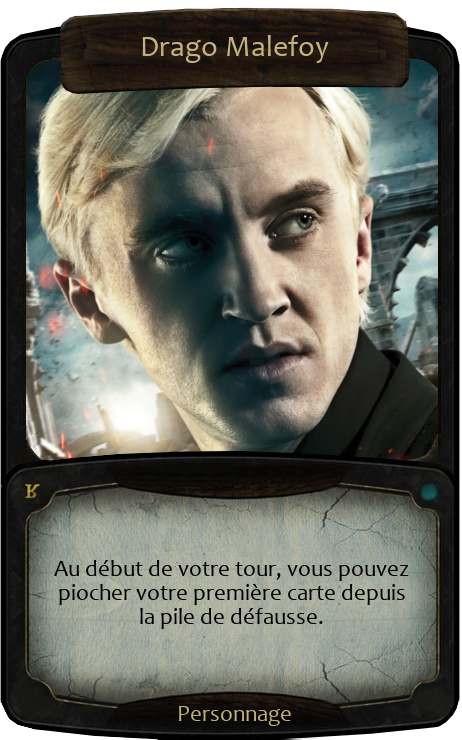 Drago Malefoy
Au début de votre tour, vous pouvez
piocher votre première carte depuis
la pile de défausse.
Personnage